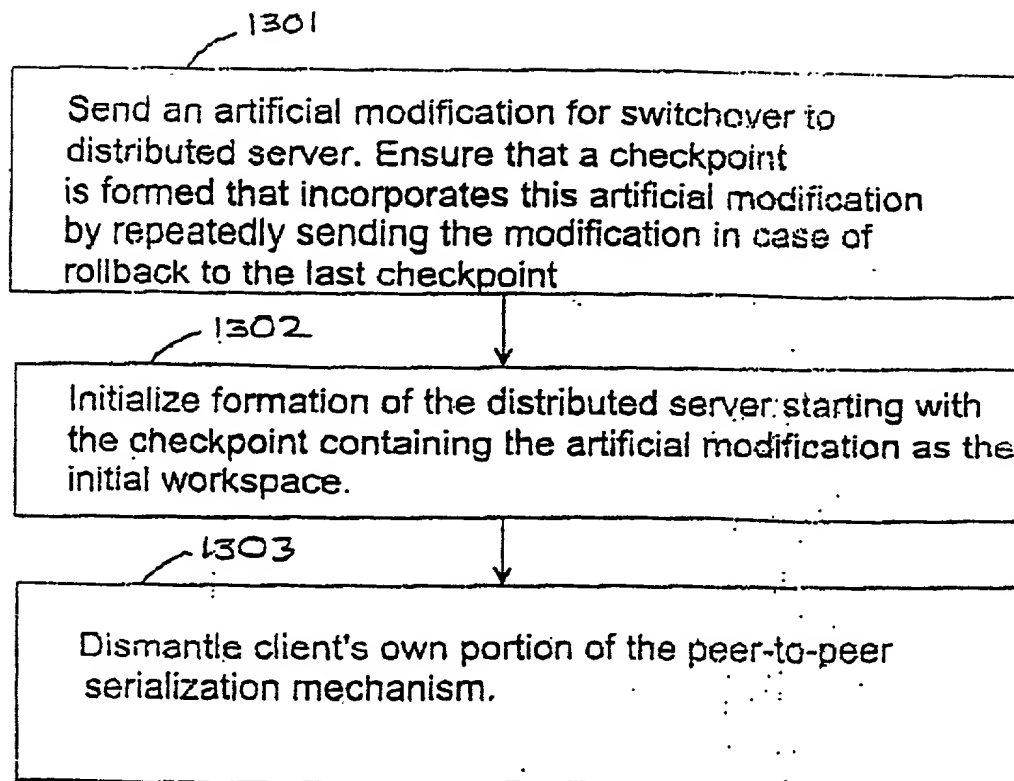 1301
Send an artificial modification for switchover to
distributed server. Ensure that a checkpoint
is formed that incorporates this artificial modification
by repeatedly sending the modification in case of
rollback to the last checkpoint
1302
Initialize formation of the distributed server starting with
the checkpoint containing the artificial modification as the
initial workspace.
1303
Dismantle client's own portion of the peer-to-peer
serialization mechanism.